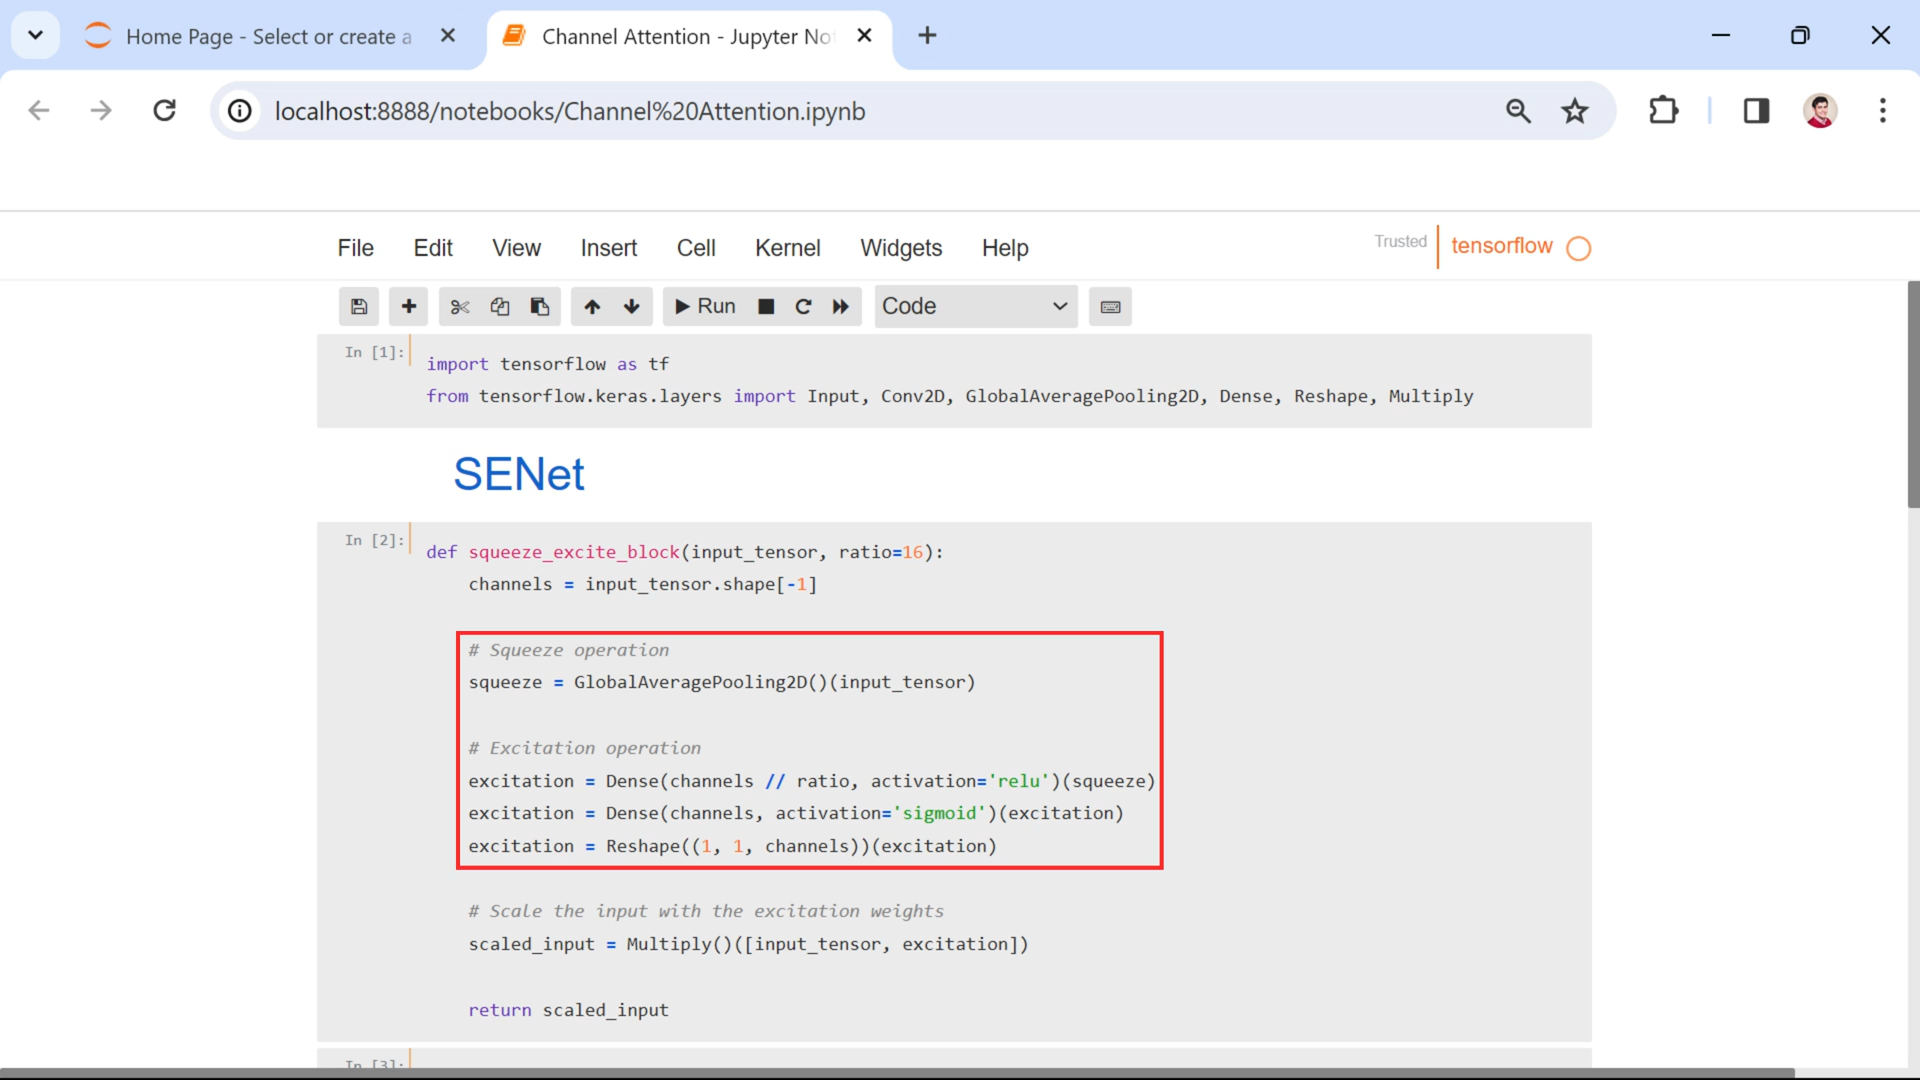 Home Page - Select or create a
Channel Attention - Jupyter No
localhost:8888/notebooks/Channel%20Attention.ipynb
File Edit View Insert Cell Kernel Widgets Help
Trusted
tensorflow
Run
Code
In [1]:
import tensorflow as tf
from tensorflow.keras.layers import Input, Conv2D, GlobalAveragePooling2D, Dense, Reshape, Multiply
SENet
In [2]:
def squeeze_excite_block(input_tensor, ratio=16):
channels = input_tensor.shape[-1]
# Squeeze operation
squeeze = GlobalAveragePooling2D()(input_tensor)
# Excitation operation
excitation = Dense(channels // ratio, activation='relu')(squeeze)
excitation = Dense(channels, activation='sigmoid')(excitation)
excitation = Reshape((1, 1, channels))(excitation)
# Scale the input with the excitation weights
scaled_input = Multiply()([input_tensor, excitation])
return scaled_input
In [3]: